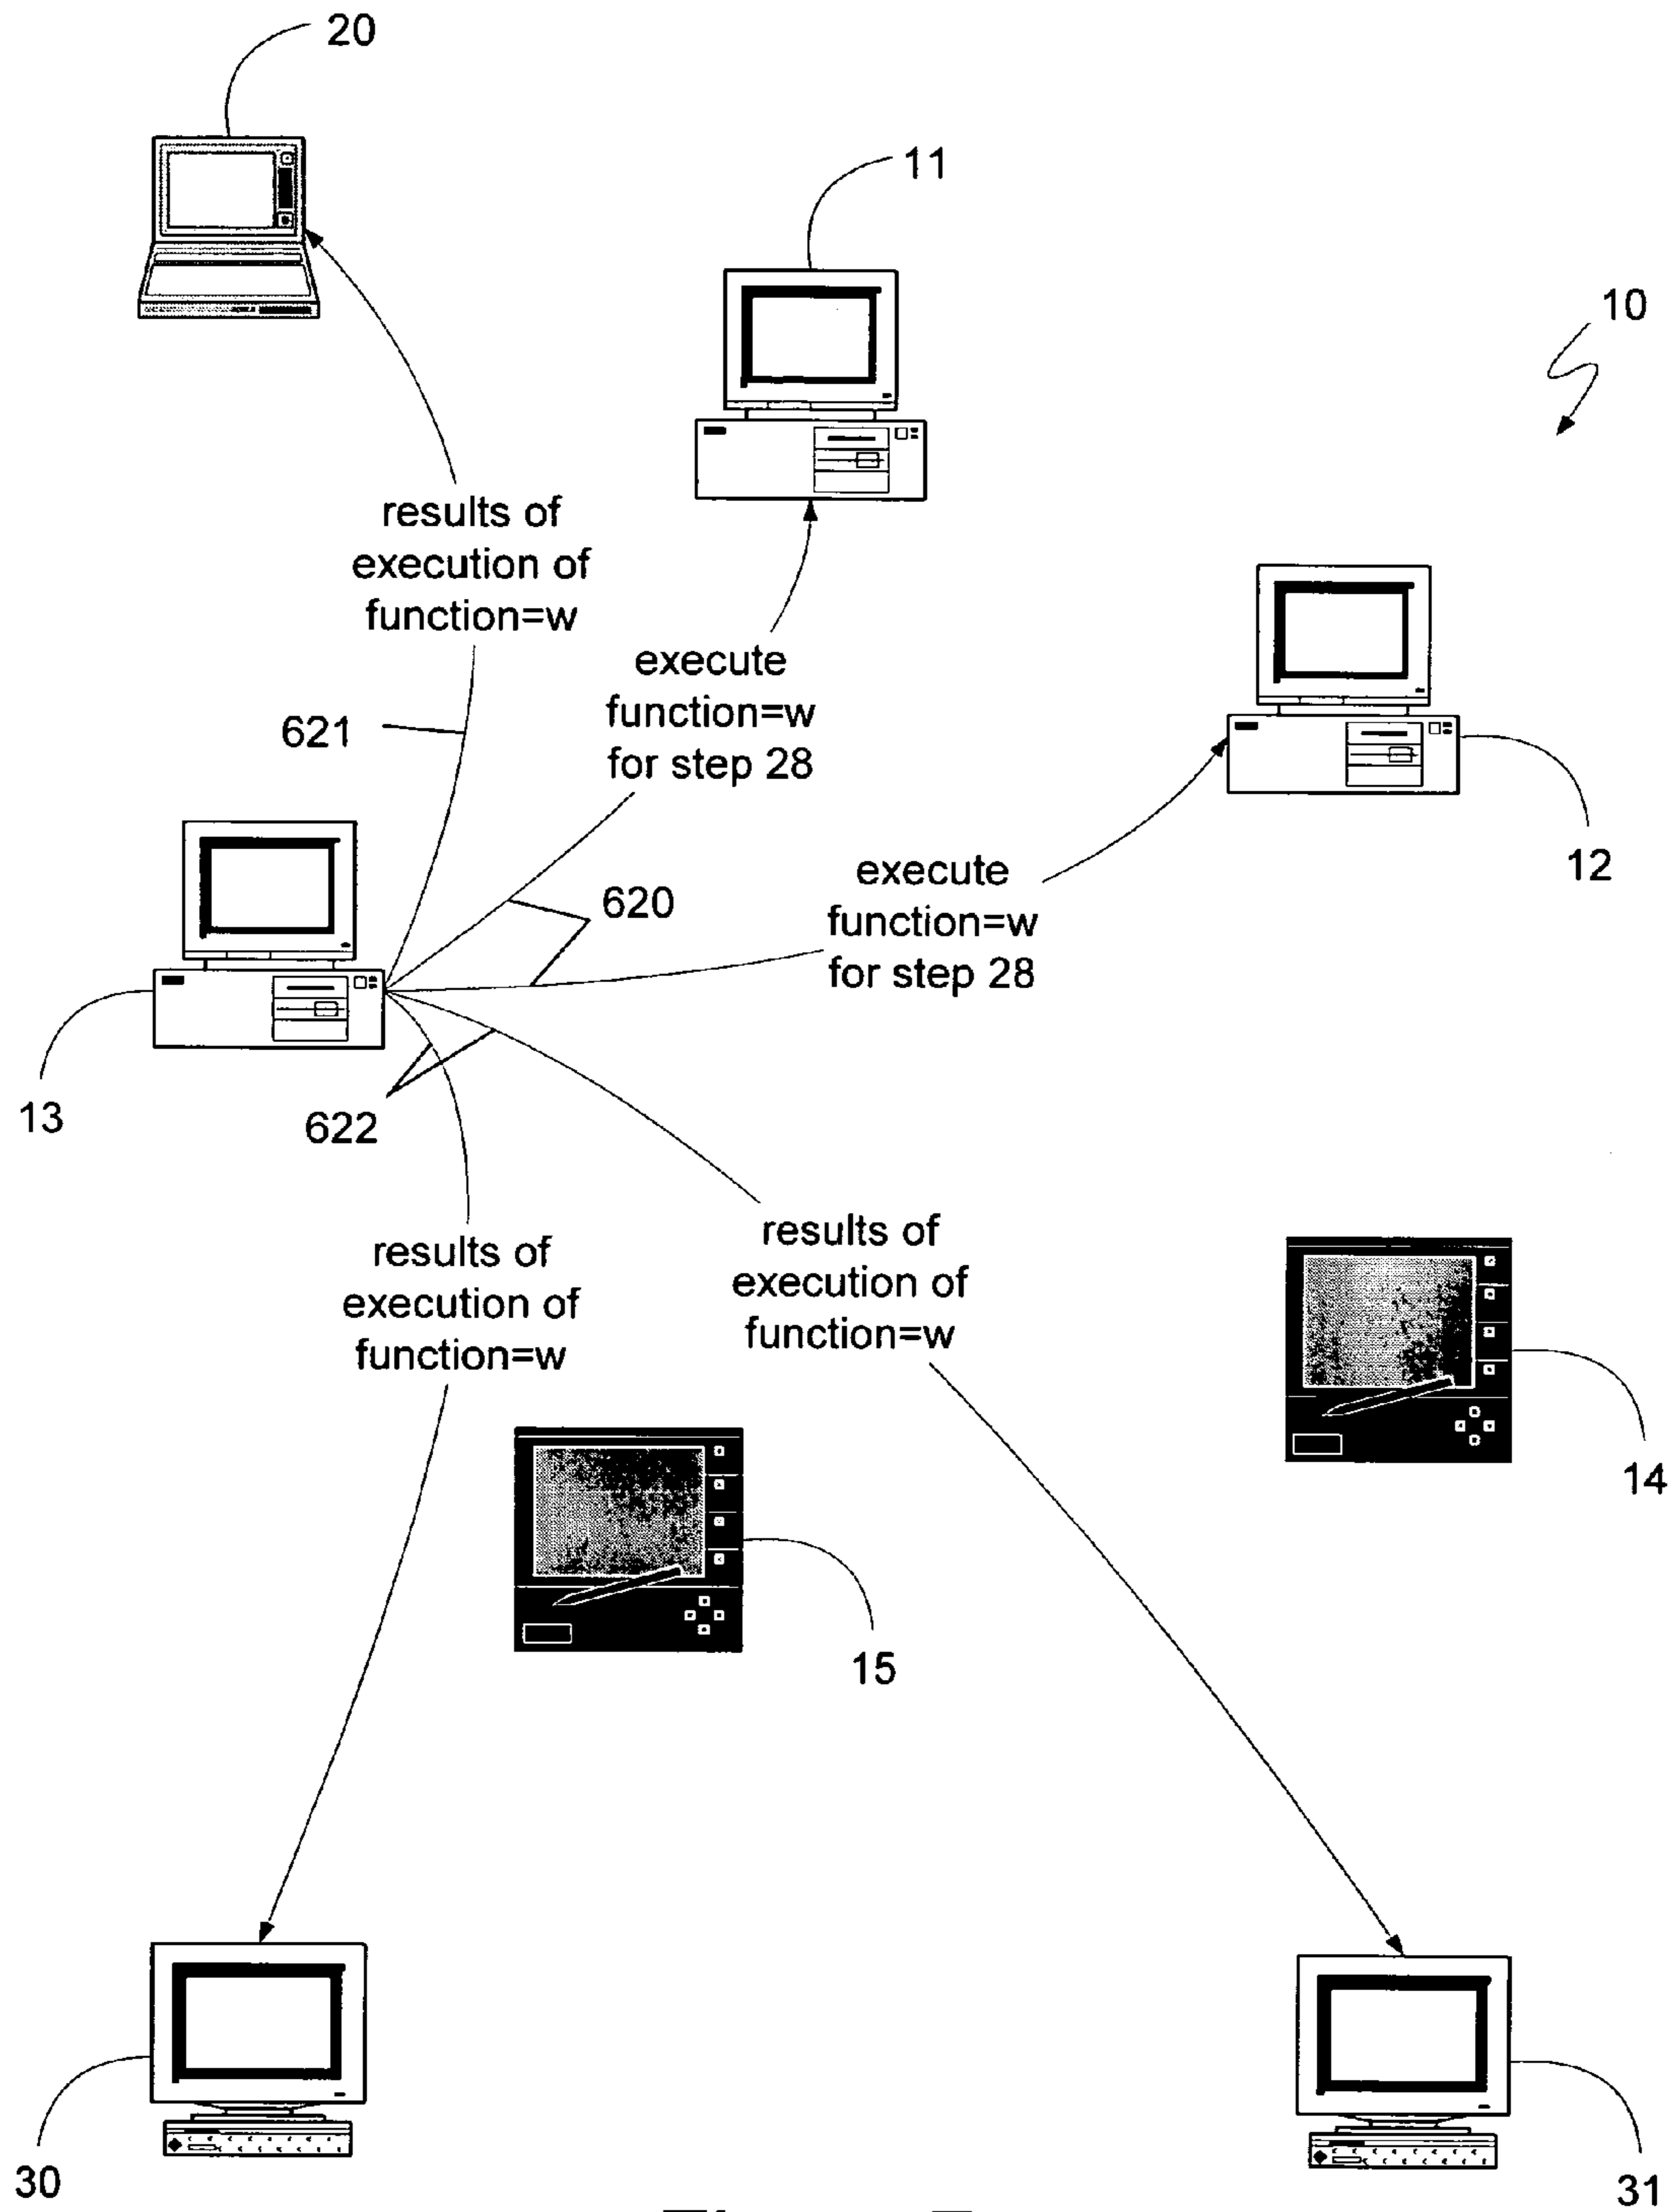 20
11
10
results of
execution of
function=w
execute
function=w
for step 28
621
12
execute
function=w
for step 28
620
13
622
results of
execution of
function=w
results of
execution of
function=w
14
15
30
31